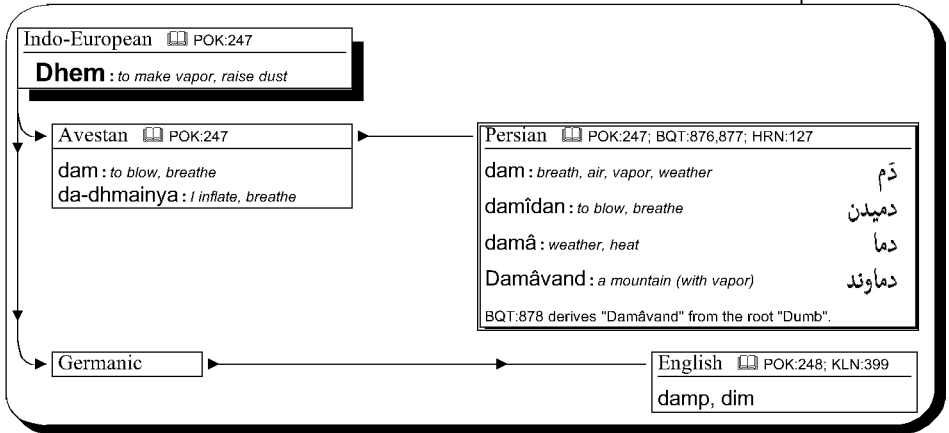 Indo-European 🕮 POK:247
Dhem : to make vapor, raise dust
Avestan 🕮 POK:247
dam : to blow, breathe
da-dhmainya : I inflate, breathe
Persian 🕮 POK:247; BQT:876,877; HRN:127
dam : breath, air, vapor, weather دَم
damîdan : to blow, breathe دمیدن
damâ : weather, heat دما
Damâvand : a mountain (with vapor) دماوند
BQT:878 derives "Damâvand" from the root "Dumb".
Germanic
English 🕮 POK:248; KLN:399
damp, dim